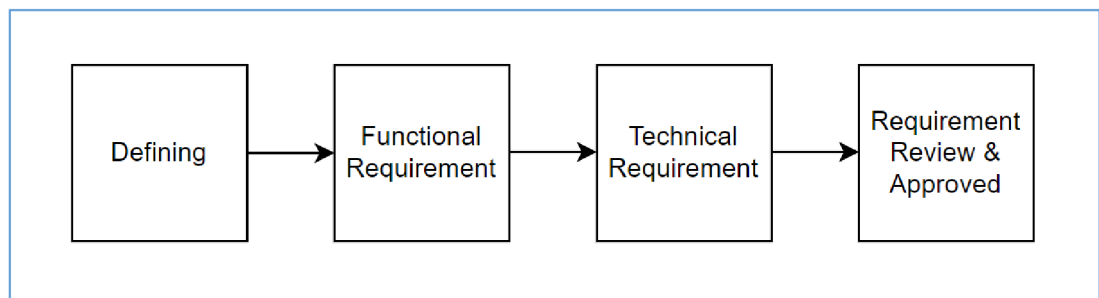 Defining
Functional
Requirement
Technical
Requirement
Requirement
Review &
Approved